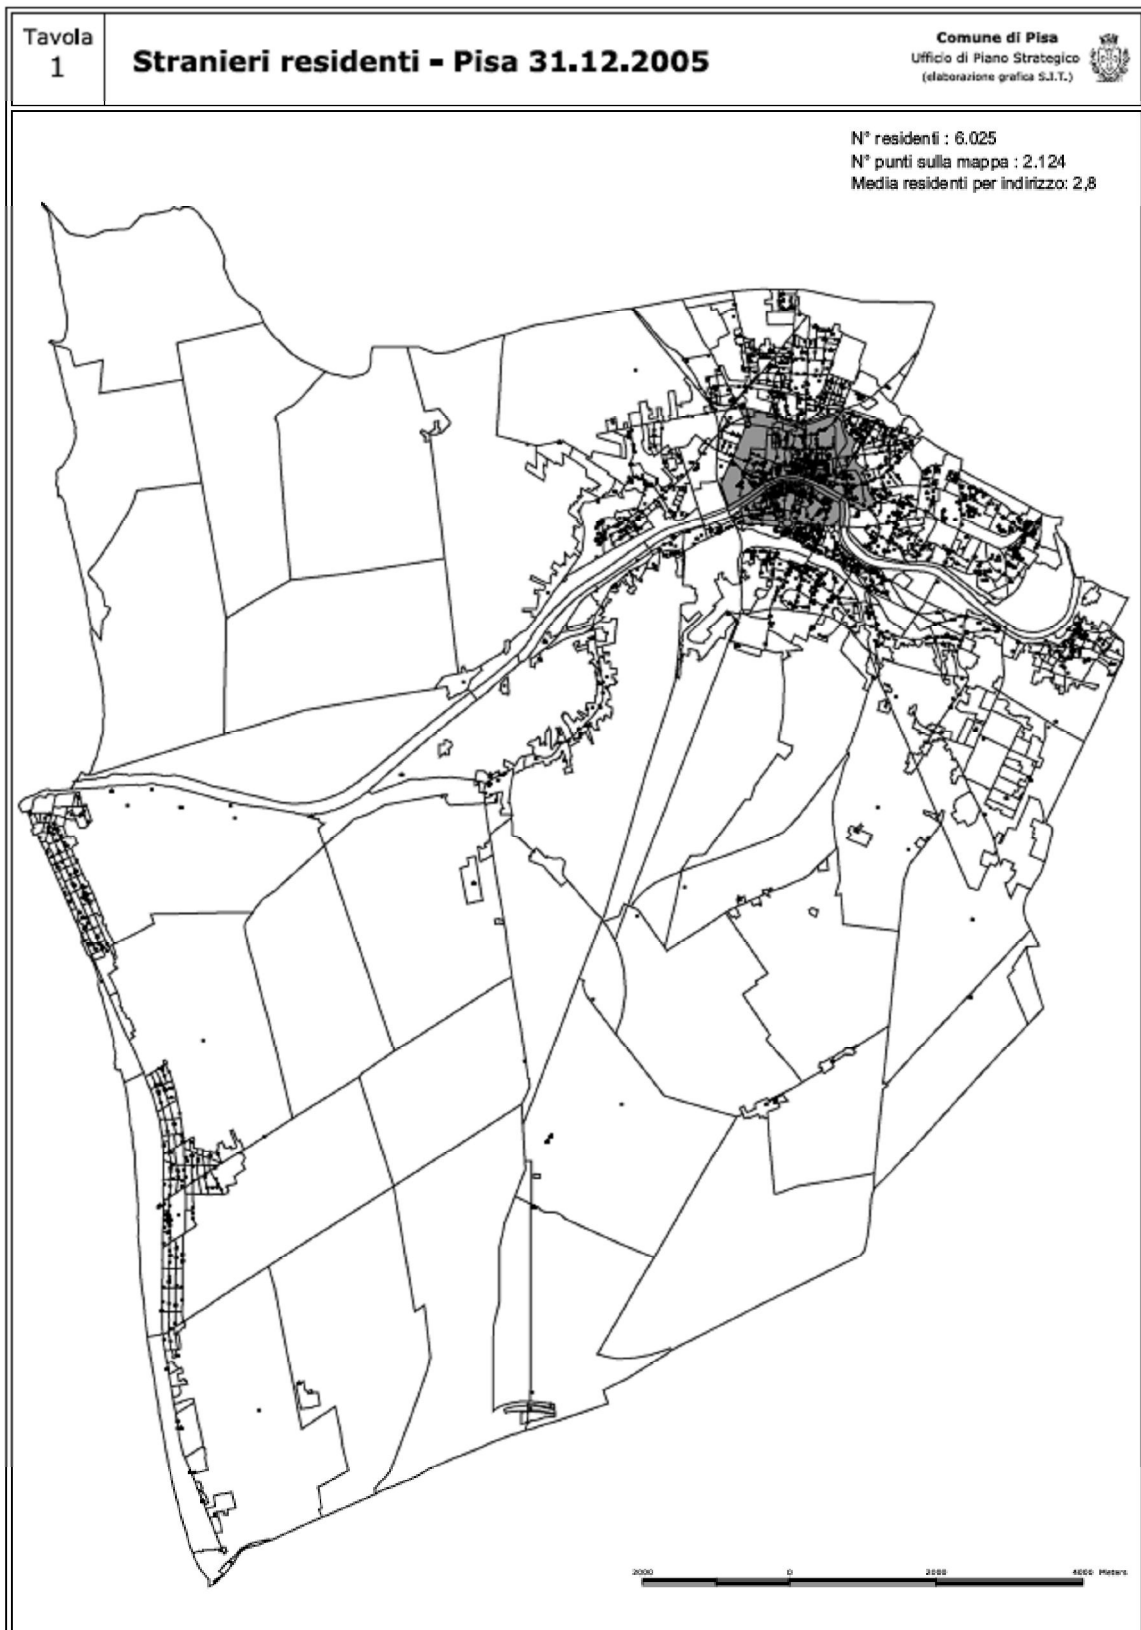 Tavola
1
Stranieri residenti - Pisa 31.12.2005
Comune di Pisa
Ufficio di Piano Strategico
(elaborazione grafica S.I.T.)
N° residenti : 6.025
N° punti sulla mappa : 2.124
Media residenti per indirizzo: 2,8
2000 0 2000 4000 Meters